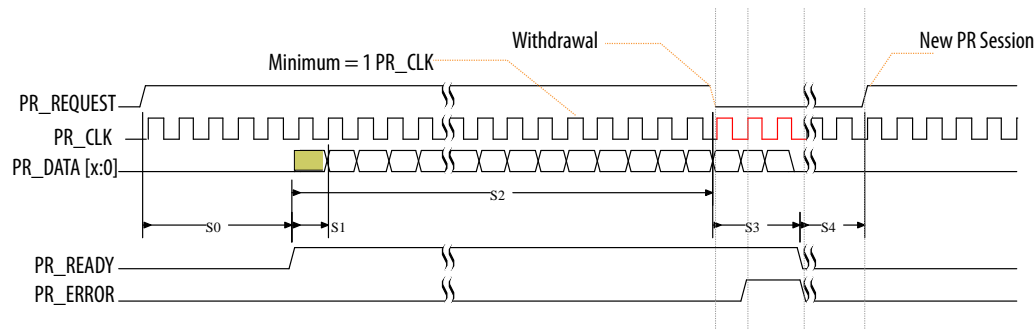 Withdrawal
New PR Session
Minimum = 1 PR_CLK
PR_REQUEST
PR_CLK
PR_DATA [x:0]
S2
S0
S1
S3
S4
PR_READY
PR_ERROR